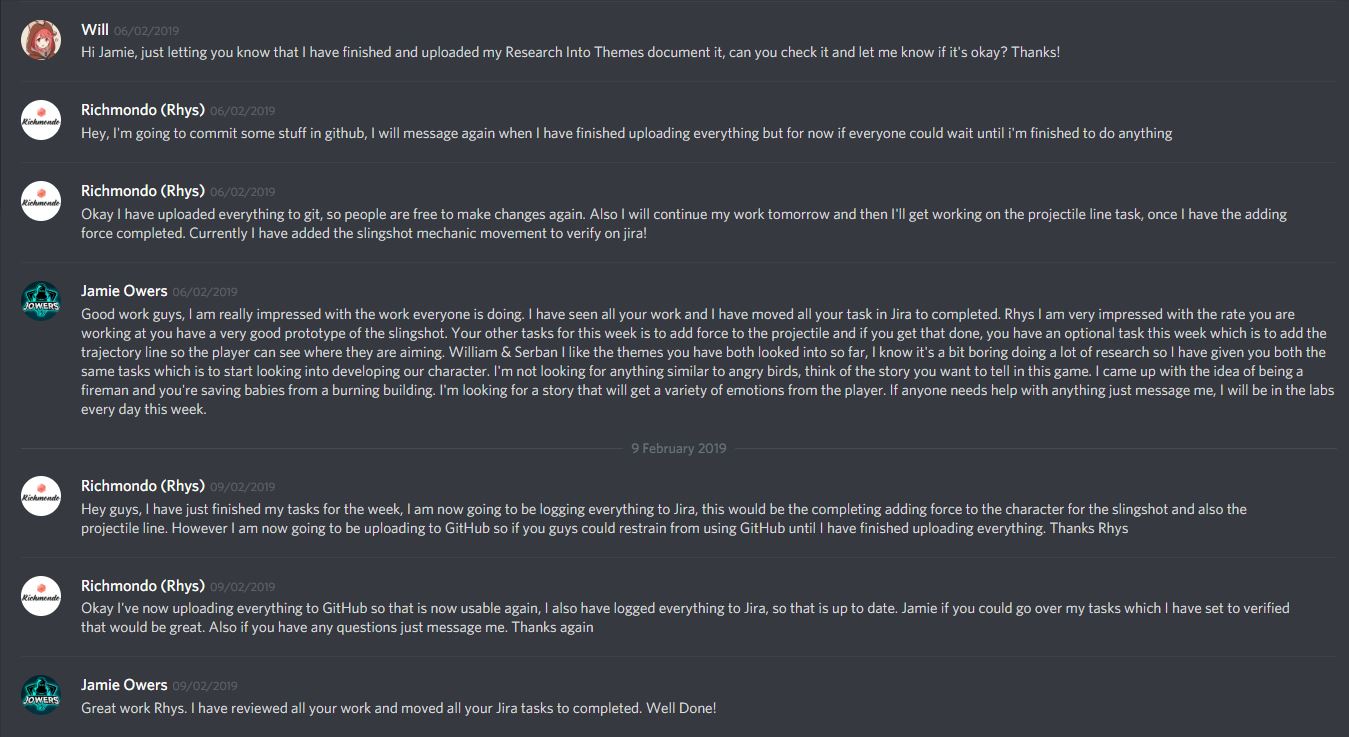 Will 06/02/2019
Hi Jamie, just letting you know that I have finished and uploaded my Research Into Themes document it, can you check it and let me know if it's okay? Thanks!
Richmondo
Richmondo (Rhys) 06/02/2019
Hey, I'm going to commit some stuff in github, I will message again when I have finished uploading everything but for now if everyone could wait until i'm finished to do anything
Richmondo
Richmondo (Rhys) 06/02/2019
Okay I have uploaded everything to git, so people are free to make changes again. Also I will continue my work tomorrow and then I'll get working on the projectile line task, once I have the adding
force completed. Currently I have added the slingshot mechanic movement to verify on jira!
JOWERS
Jamie Owers 06/02/2019
Good work guys, I am really impressed with the work everyone is doing. I have seen all your work and I have moved all your task in Jira to completed. Rhys I am very impressed with the rate you are
working at you have a very good prototype of the slingshot. Your other tasks for this week is to add force to the projectile and if you get that done, you have an optional task this week which is to add the
trajectory line so the player can see where they are aiming. William & Serban I like the themes you have both looked into so far, I know it's a bit boring doing a lot of research so I have given you both the
same tasks which is to start looking into developing our character. I'm not looking for anything similar to angry birds, think of the story you want to tell in this game. I came up with the idea of being a
fireman and you're saving babies from a burning building. I'm looking for a story that will get a variety of emotions from the player. If anyone needs help with anything just message me, I will be in the labs
every day this week.
9 February 2019
Richmondo
Richmondo (Rhys) 09/02/2019
Hey guys, I have just finished my tasks for the week, I am now going to be logging everything to Jira, this would be the completing adding force to the character for the slingshot and also the
projectile line. However I am now going to be uploading to GitHub so if you guys could restrain from using GitHub until I have finished uploading everything. Thanks Rhys
Richmondo
Richmondo (Rhys) 09/02/2019
Okay I've now uploading everything to GitHub so that is now usable again, I also have logged everything to Jira, so that is up to date. Jamie if you could go over my tasks which I have set to verified
that would be great. Also if you have any questions just message me. Thanks again
JOWERS
Jamie Owers 09/02/2019
Great work Rhys. I have reviewed all your work and moved all your Jira tasks to completed. Well Done!